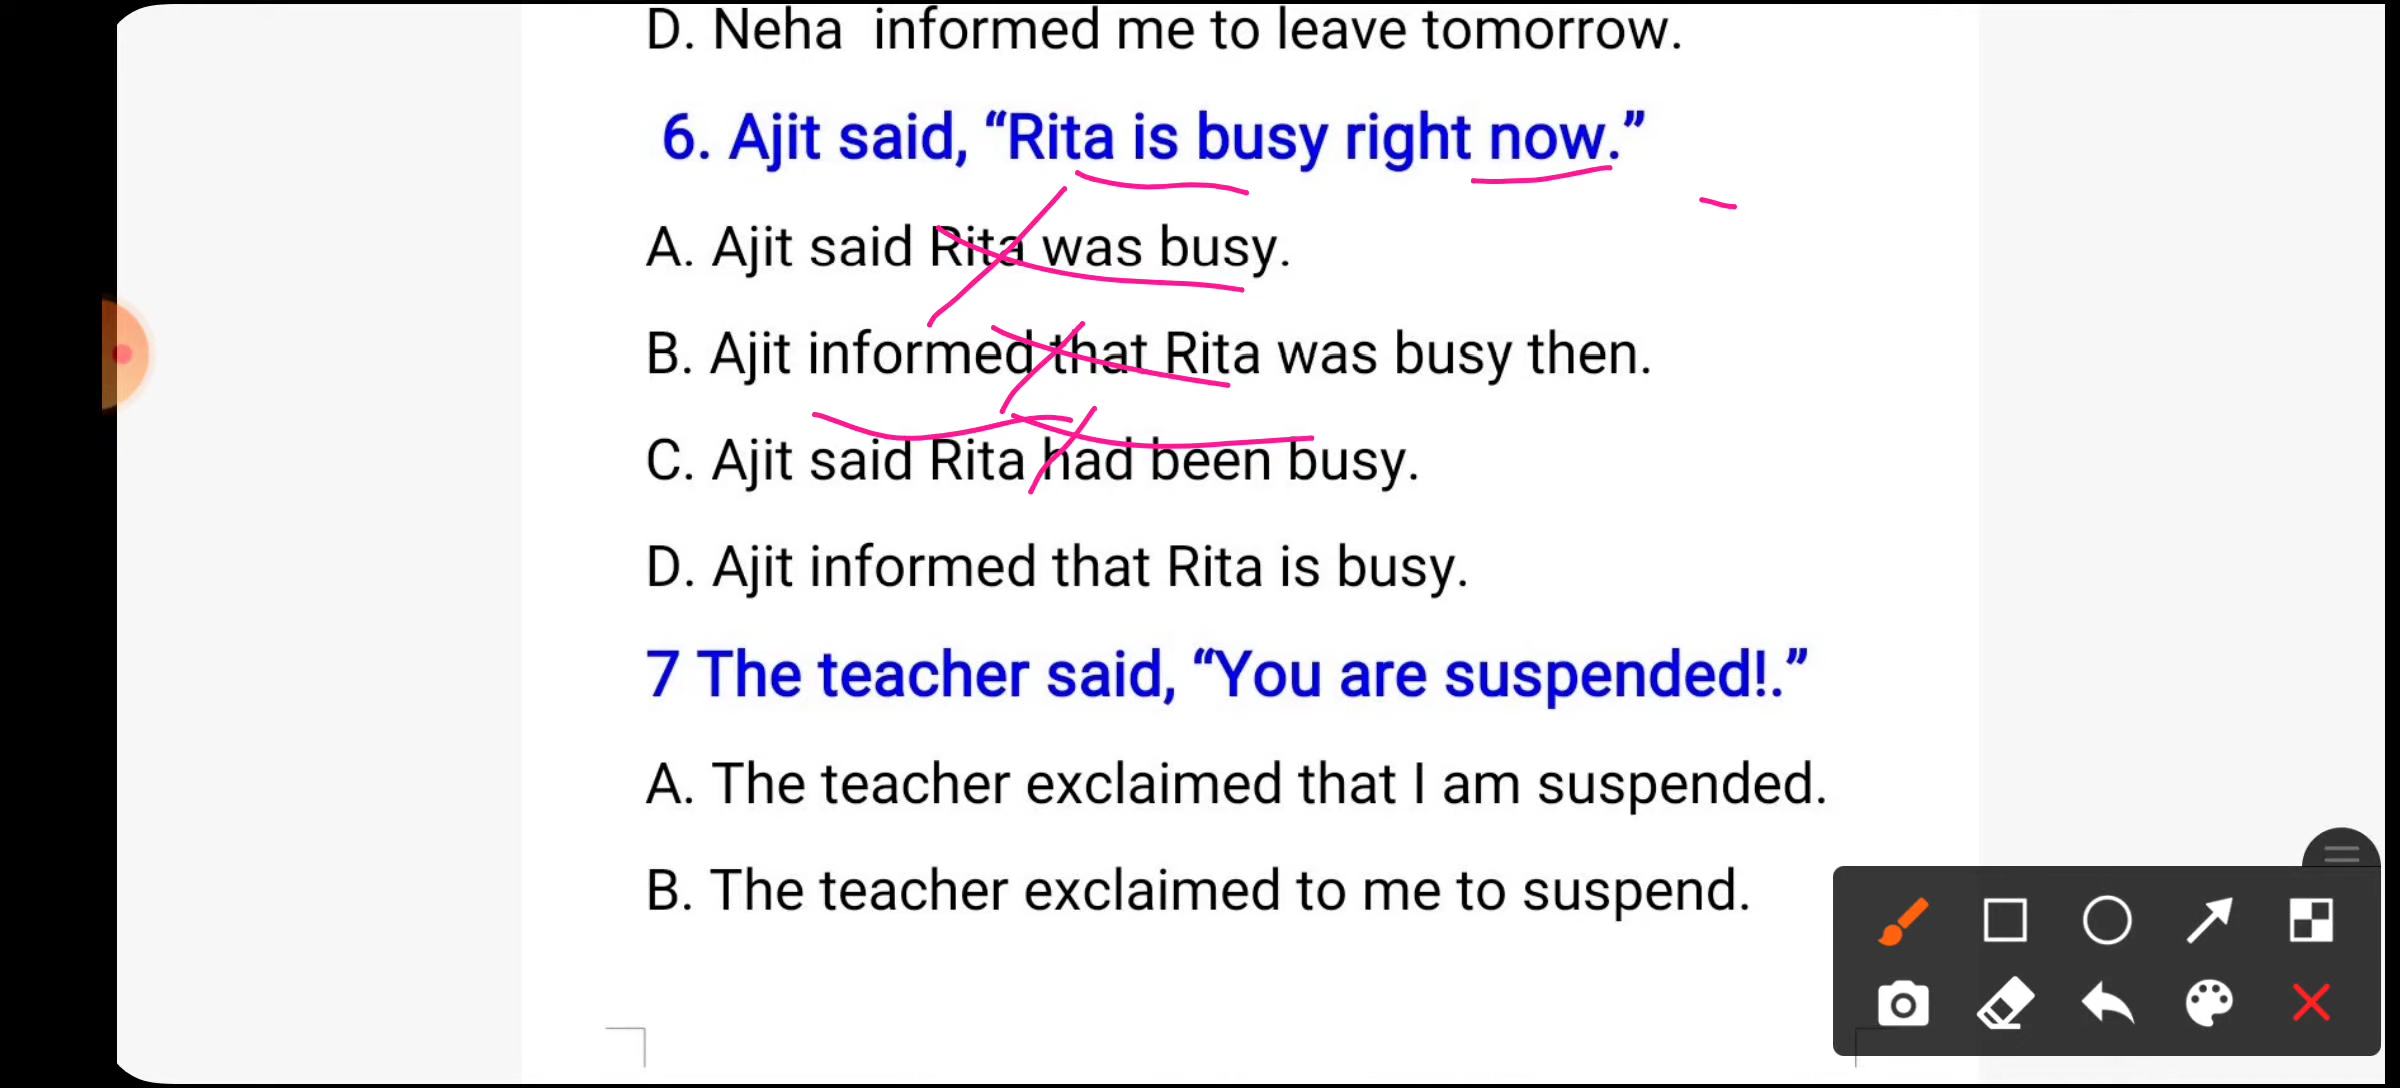 D. Neha informed me to leave tomorrow.
6. Ajit said, “Rita is busy right now.”
A. Ajit said Rita was busy.
B. Ajit informed that Rita was busy then.
C. Ajit said Rita had been busy.
D. Ajit informed that Rita is busy.
7 The teacher said, “You are suspended!.”
A. The teacher exclaimed that I am suspended.
B. The teacher exclaimed to me to suspend.